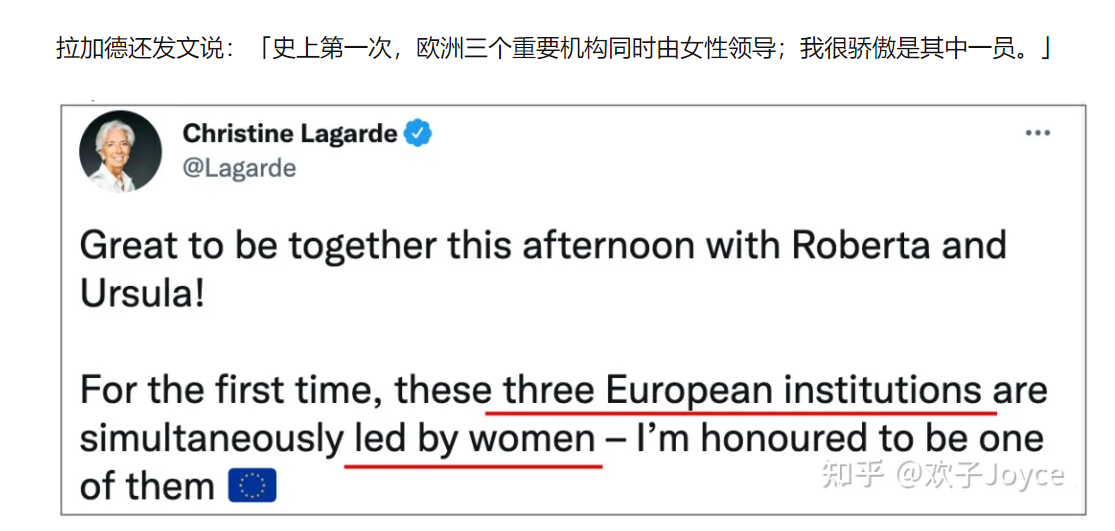 拉加德还发文说：「史上第一次，欧洲三个重要机构同时由女性领导；我很骄傲是其中一员。」
Christine Lagarde
@Lagarde
Great to be together this afternoon with Roberta and
Ursula!
For the first time, these three European institutions are
simultaneously led by women – I’m honoured to be one
of them 🇪🇺
知乎 @欢子Joyce